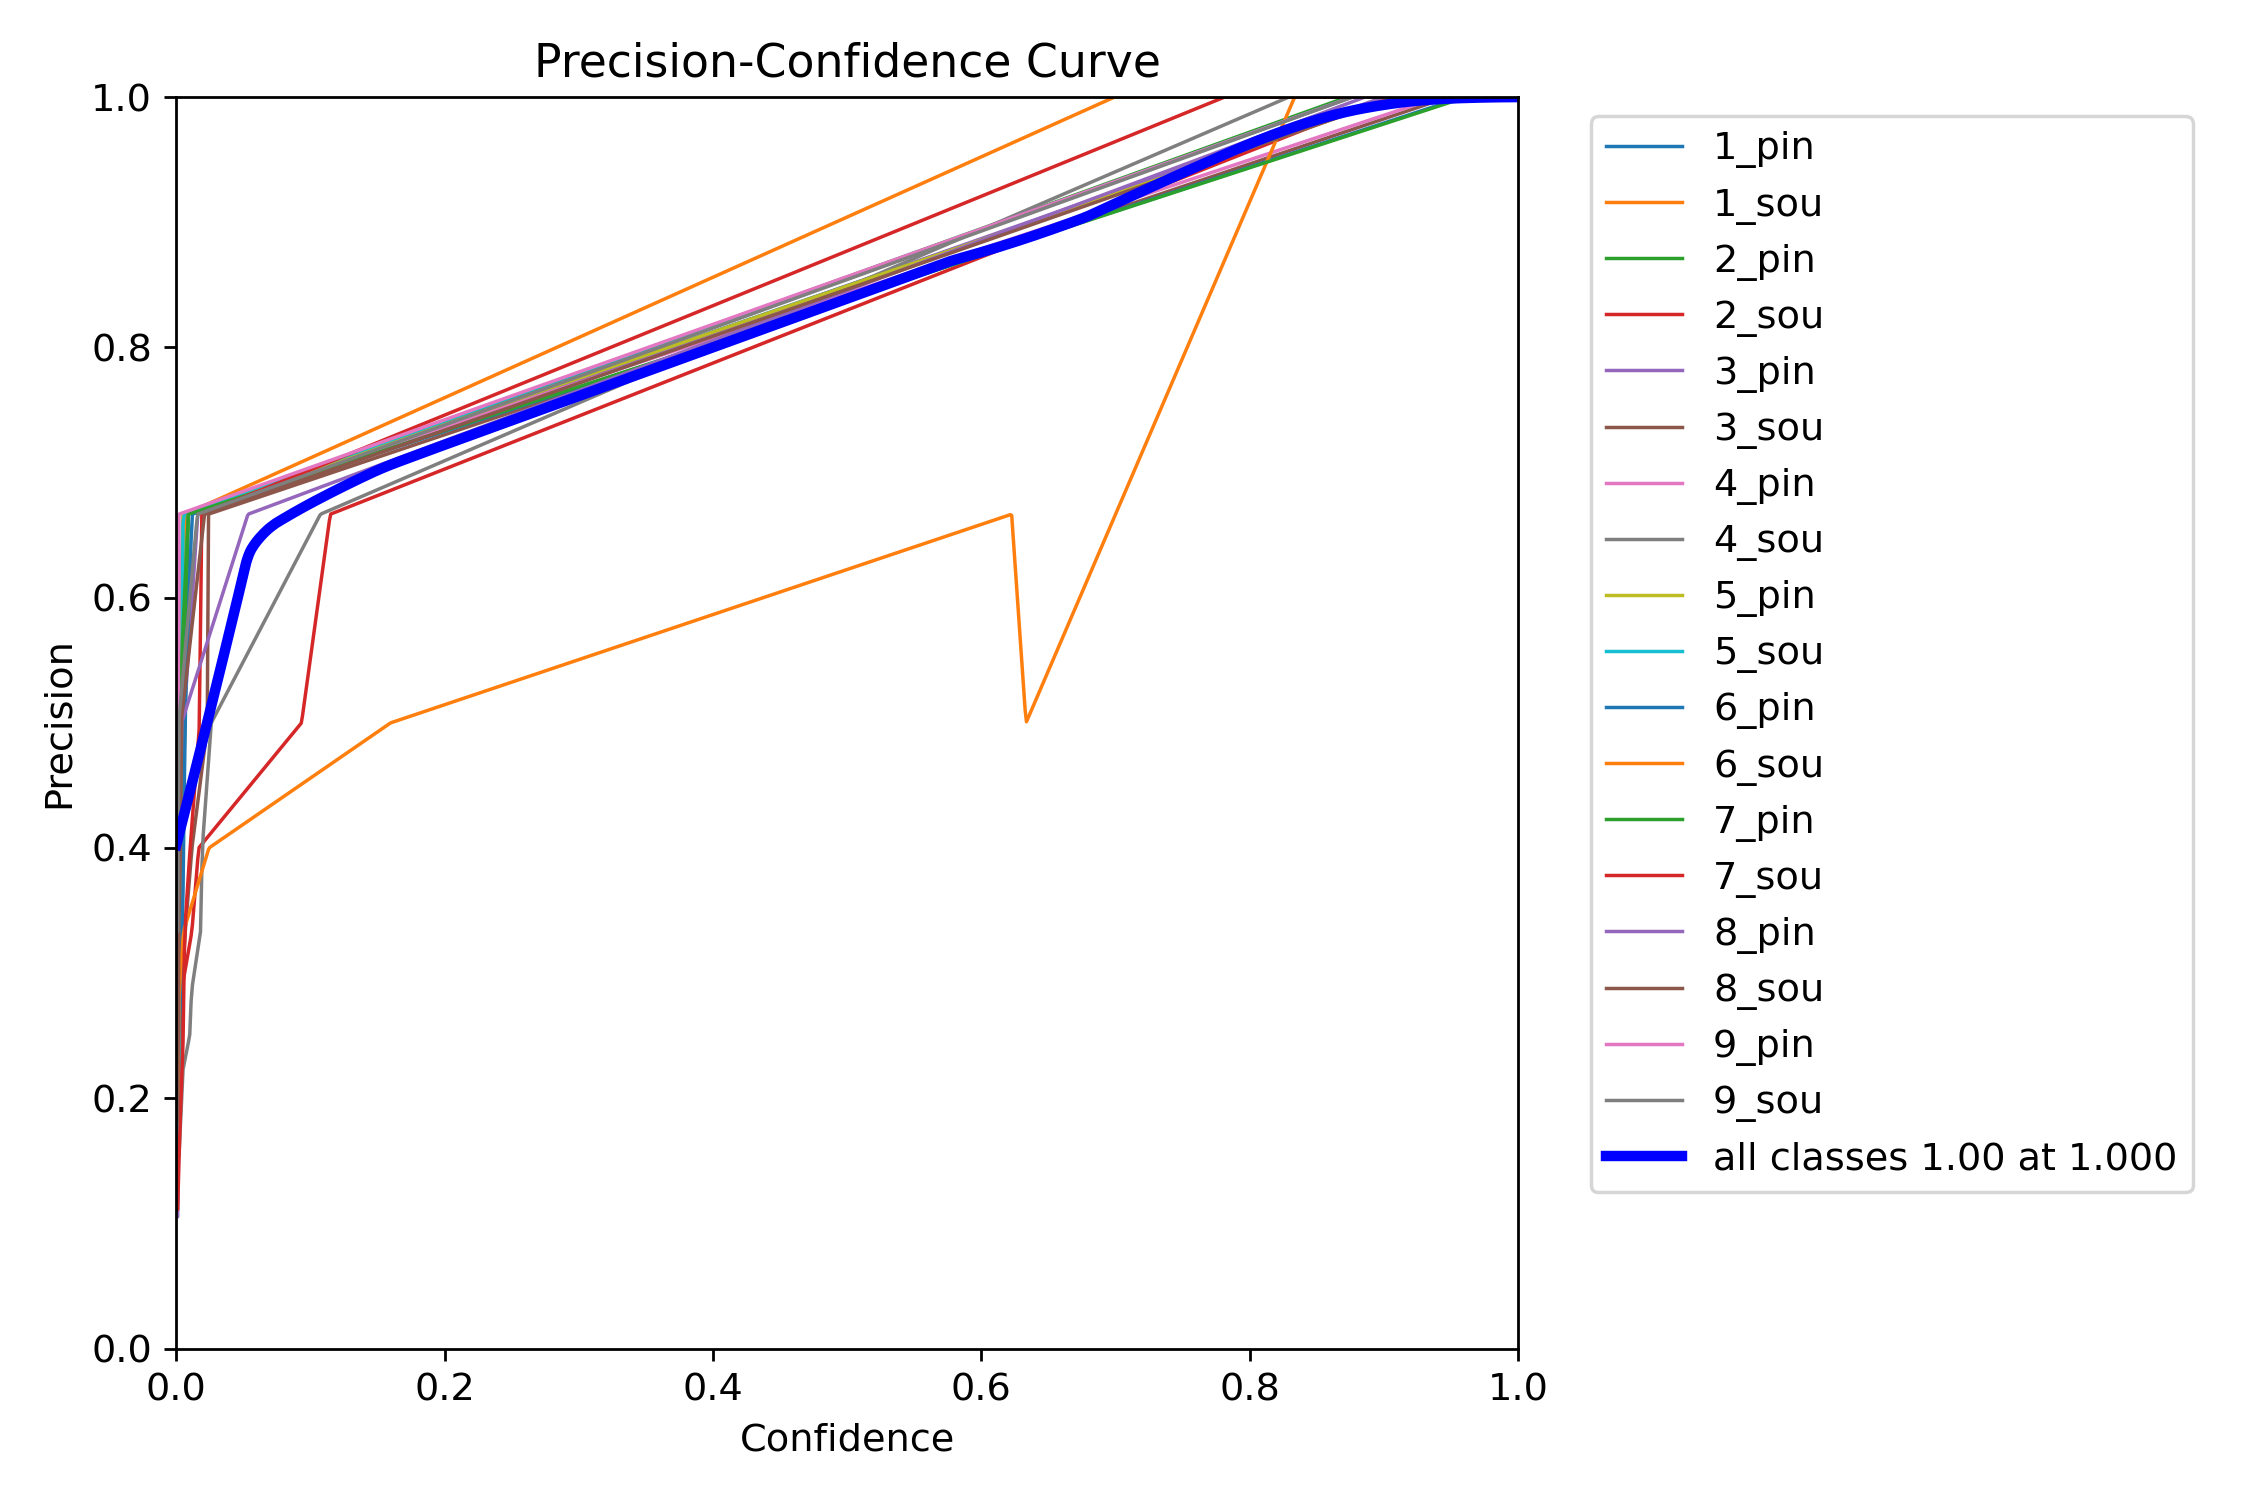 Precision-Confidence Curve
1.0
0.8
0.6
0.4
0.2
0.0
Precision
0.0 0.2 0.4 0.6 0.8 1.0
Confidence
1_pin
1_sou
2_pin
2_sou
3_pin
3_sou
4_pin
4_sou
5_pin
5_sou
6_pin
6_sou
7_pin
7_sou
8_pin
8_sou
9_pin
9_sou
all classes 1.00 at 1.000